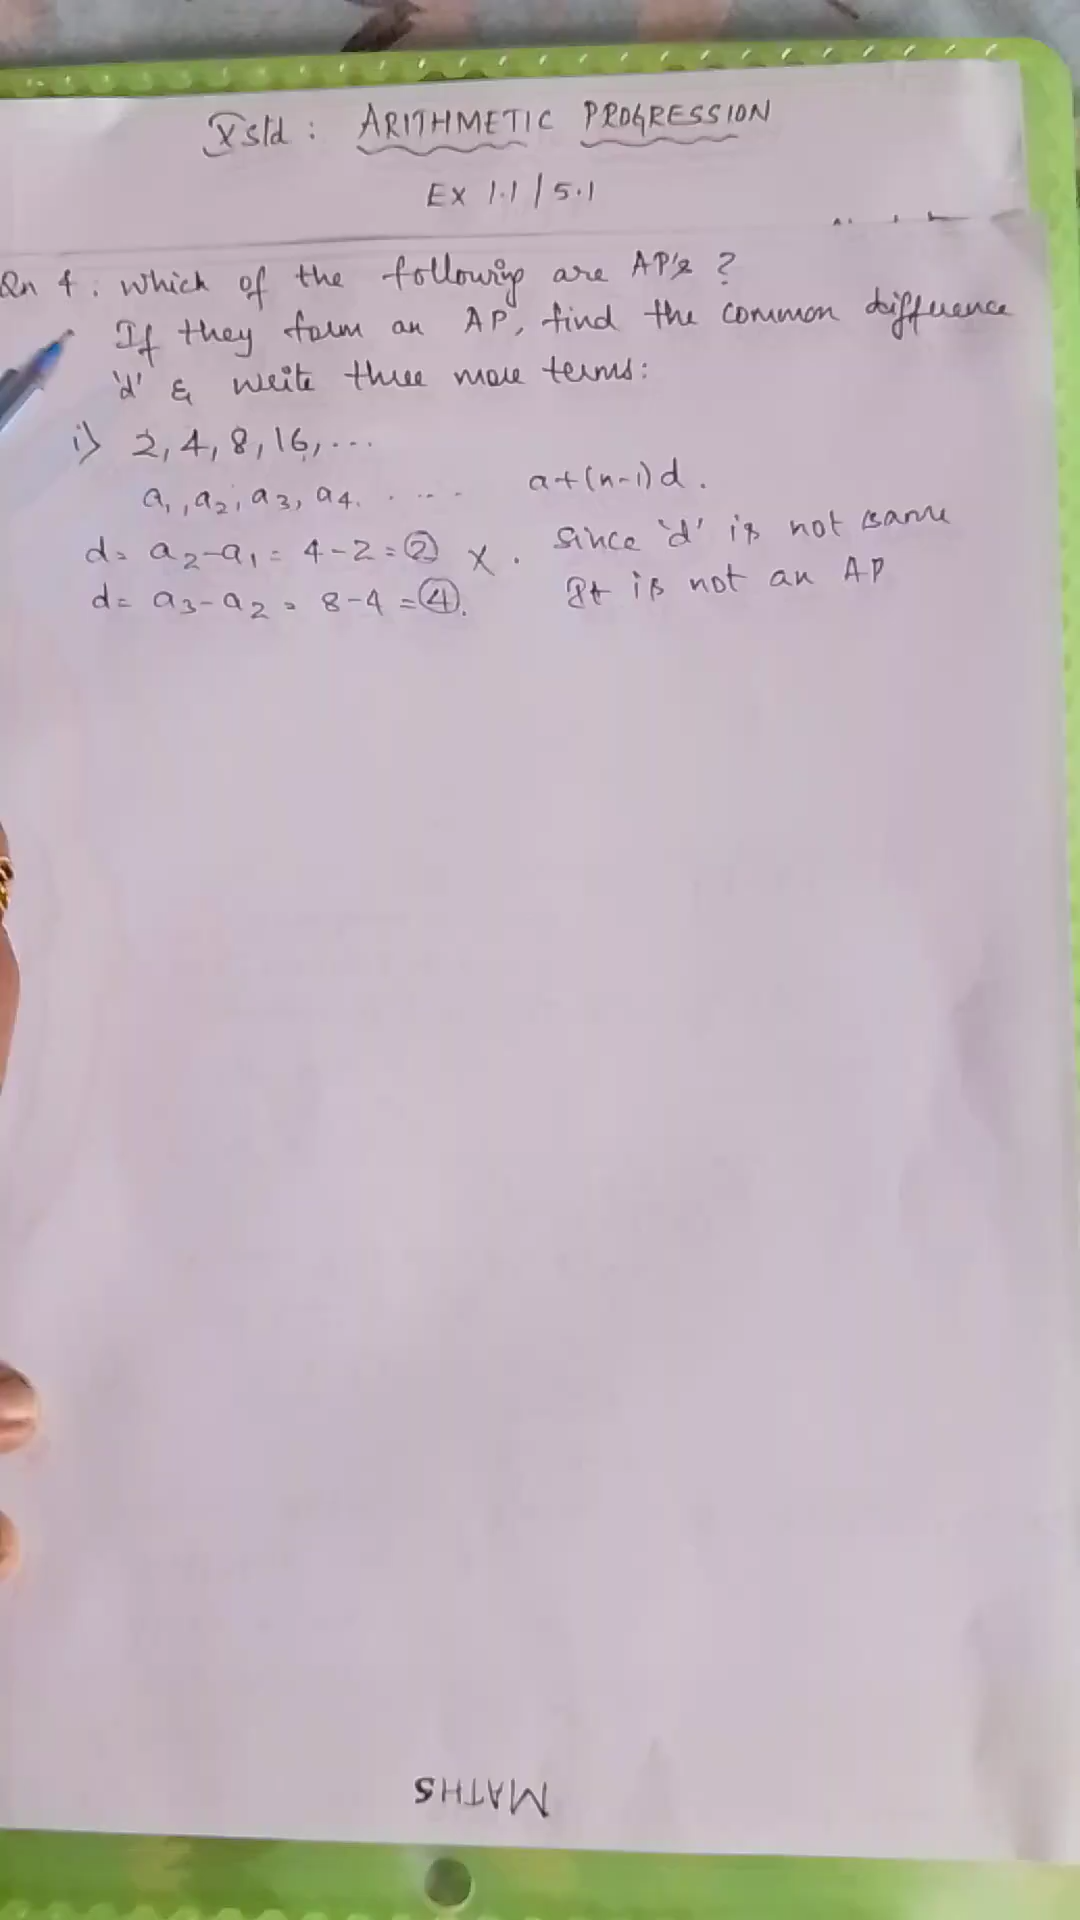 X std : ARITHMETIC PROGRESSION
Ex 1.1 / 5.1
Qn 4. Which of the following are AP's ?
If they form an AP, find the common difference
'd' & write three more terms:
i) 2, 4, 8, 16, ...
a₁, a₂, a₃, a₄. . ....
a+(n-1)d.
d= a₂-a₁ = 4-2 = 2 X .
d= a₃-a₂ = 8-4 = 4.
Since 'd' is not same
It is not an AP
MATHS